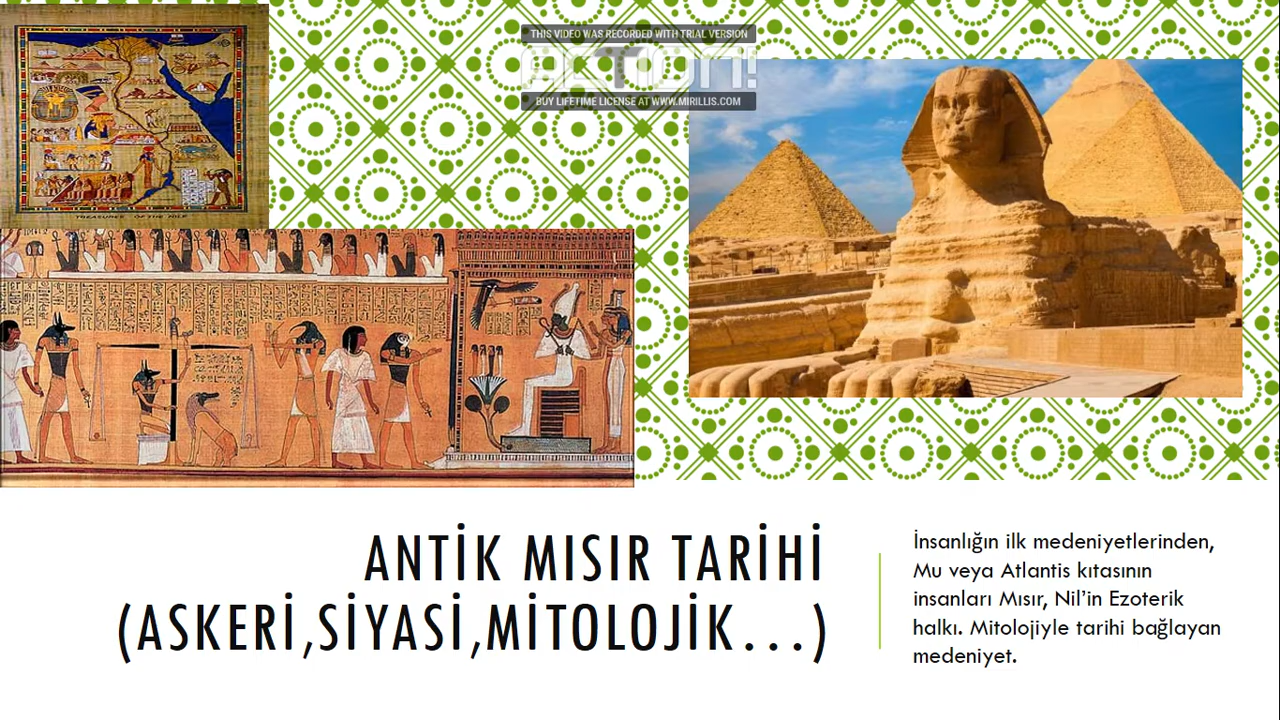 THIS VIDEO WAS RECORDED WITH TRIAL VERSION
ACTION!
BUY LIFETIME LICENSE AT WWW.MIRILLIS.COM
TREASURES OF THE NILE
ANTİK MISIR TARİHİ
(ASKERİ,SİYASİ,MİTOLOJİK...)
İnsanlığın ilk medeniyetlerinden,
Mu veya Atlantis kıtasının
insanları Mısır, Nil’in Ezoterik
halkı. Mitolojiyle tarihi bağlayan
medeniyet.